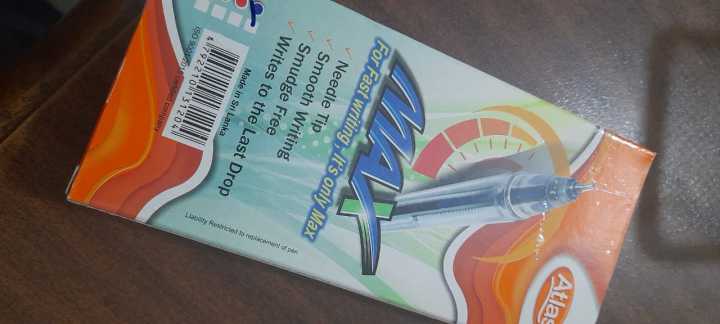 Atlas
MAX
For Fast writing, it's only Max
Needle Tip
Smooth Writing
Smudge Free
Writes to the Last Drop
Made in Sri Lanka
Liability Restricted to replacement of pen